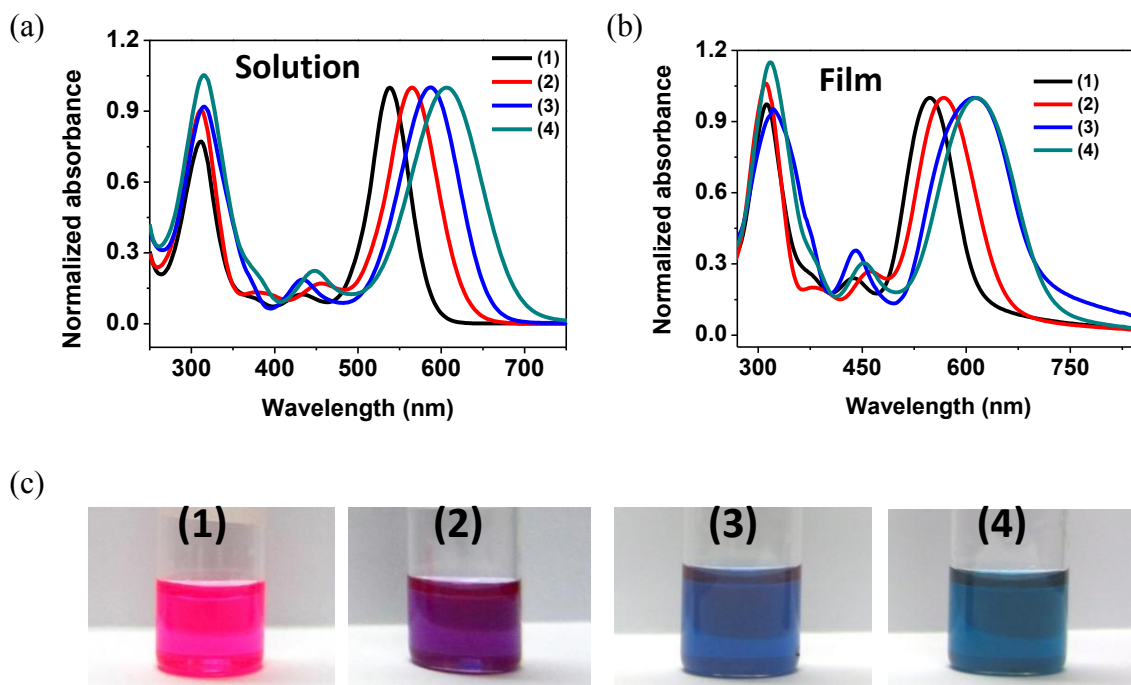 (a)
Solution
(1)
(2)
(3)
(4)
Normalized absorbance
1.2
0.9
0.6
0.3
0.0
300 400 500 600 700
Wavelength (nm)
(b)
Film
(1)
(2)
(3)
(4)
Normalized absorbance
1.2
0.9
0.6
0.3
0.0
300 450 600 750
Wavelength (nm)
(c)
(1) (2) (3) (4)